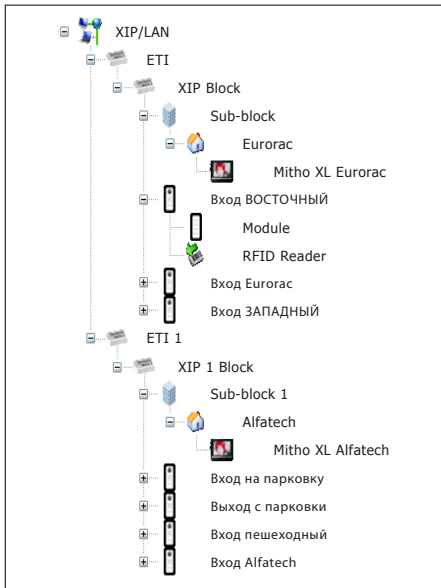 XIP/LAN
ETI
XIP Block
Sub-block
Eurorac
Mitho XL Eurorac
Вход ВОСТОЧНЫЙ
Module
RFID Reader
Вход Eurorac
Вход ЗАПАДНЫЙ
ETI 1
XIP 1 Block
Sub-block 1
Alfatech
Mitho XL Alfatech
Вход на парковку
Выход с парковки
Вход пешеходный
Вход Alfatech